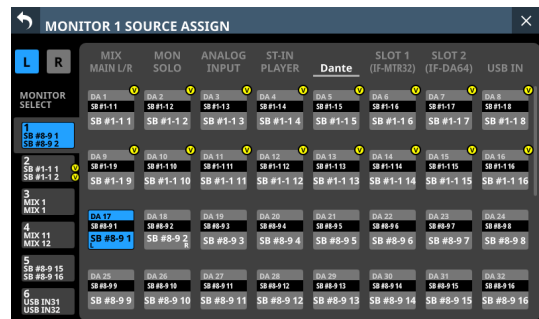 MONITOR 1 SOURCE ASSIGN
L R
MIX MAIN L/R
MON SOLO
ANALOG INPUT
ST-IN PLAYER
Dante
SLOT 1 (IF-MTR32)
SLOT 2 (IF-DA64)
USB IN
MONITOR SELECT
1
SB #8-9 1
SB #8-9 2
2
SB #1-1 1 V
SB #1-1 2 V
3
MIX 1
MIX 1
4
MIX 11
MIX 12
5
SB #8-9 15
SB #8-9 16
6
USB IN31
USB IN32
V V V V V V V V
DA 1 DA 2 DA 3 DA 4 DA 5 DA 6 DA 7 DA 8
SB #1-1 1 SB #1-1 2 SB #1-1 3 SB #1-1 4 SB #1-1 5 SB #1-1 6 SB #1-1 7 SB #1-1 8
SB #1-1 1 SB #1-1 2 SB #1-1 3 SB #1-1 4 SB #1-1 5 SB #1-1 6 SB #1-1 7 SB #1-1 8
V V V V V V V V
DA 9 DA 10 DA 11 DA 12 DA 13 DA 14 DA 15 DA 16
SB #1-1 9 SB #1-1 10 SB #1-1 11 SB #1-1 12 SB #1-1 13 SB #1-1 14 SB #1-1 15 SB #1-1 16
SB #1-1 9 SB #1-1 10 SB #1-1 11 SB #1-1 12 SB #1-1 13 SB #1-1 14 SB #1-1 15 SB #1-1 16
DA 17 DA 18 DA 19 DA 20 DA 21 DA 22 DA 23 DA 24
SB #8-9 1 SB #8-9 2 SB #8-9 3 SB #8-9 4 SB #8-9 5 SB #8-9 6 SB #8-9 7 SB #8-9 8
SB #8-9 1 SB #8-9 2 SB #8-9 3 SB #8-9 4 SB #8-9 5 SB #8-9 6 SB #8-9 7 SB #8-9 8
L R
DA 25 DA 26 DA 27 DA 28 DA 29 DA 30 DA 31 DA 32
SB #8-9 9 SB #8-9 10 SB #8-9 11 SB #8-9 12 SB #8-9 13 SB #8-9 14 SB #8-9 15 SB #8-9 16
SB #8-9 9 SB #8-9 10 SB #8-9 11 SB #8-9 12 SB #8-9 13 SB #8-9 14 SB #8-9 15 SB #8-9 16